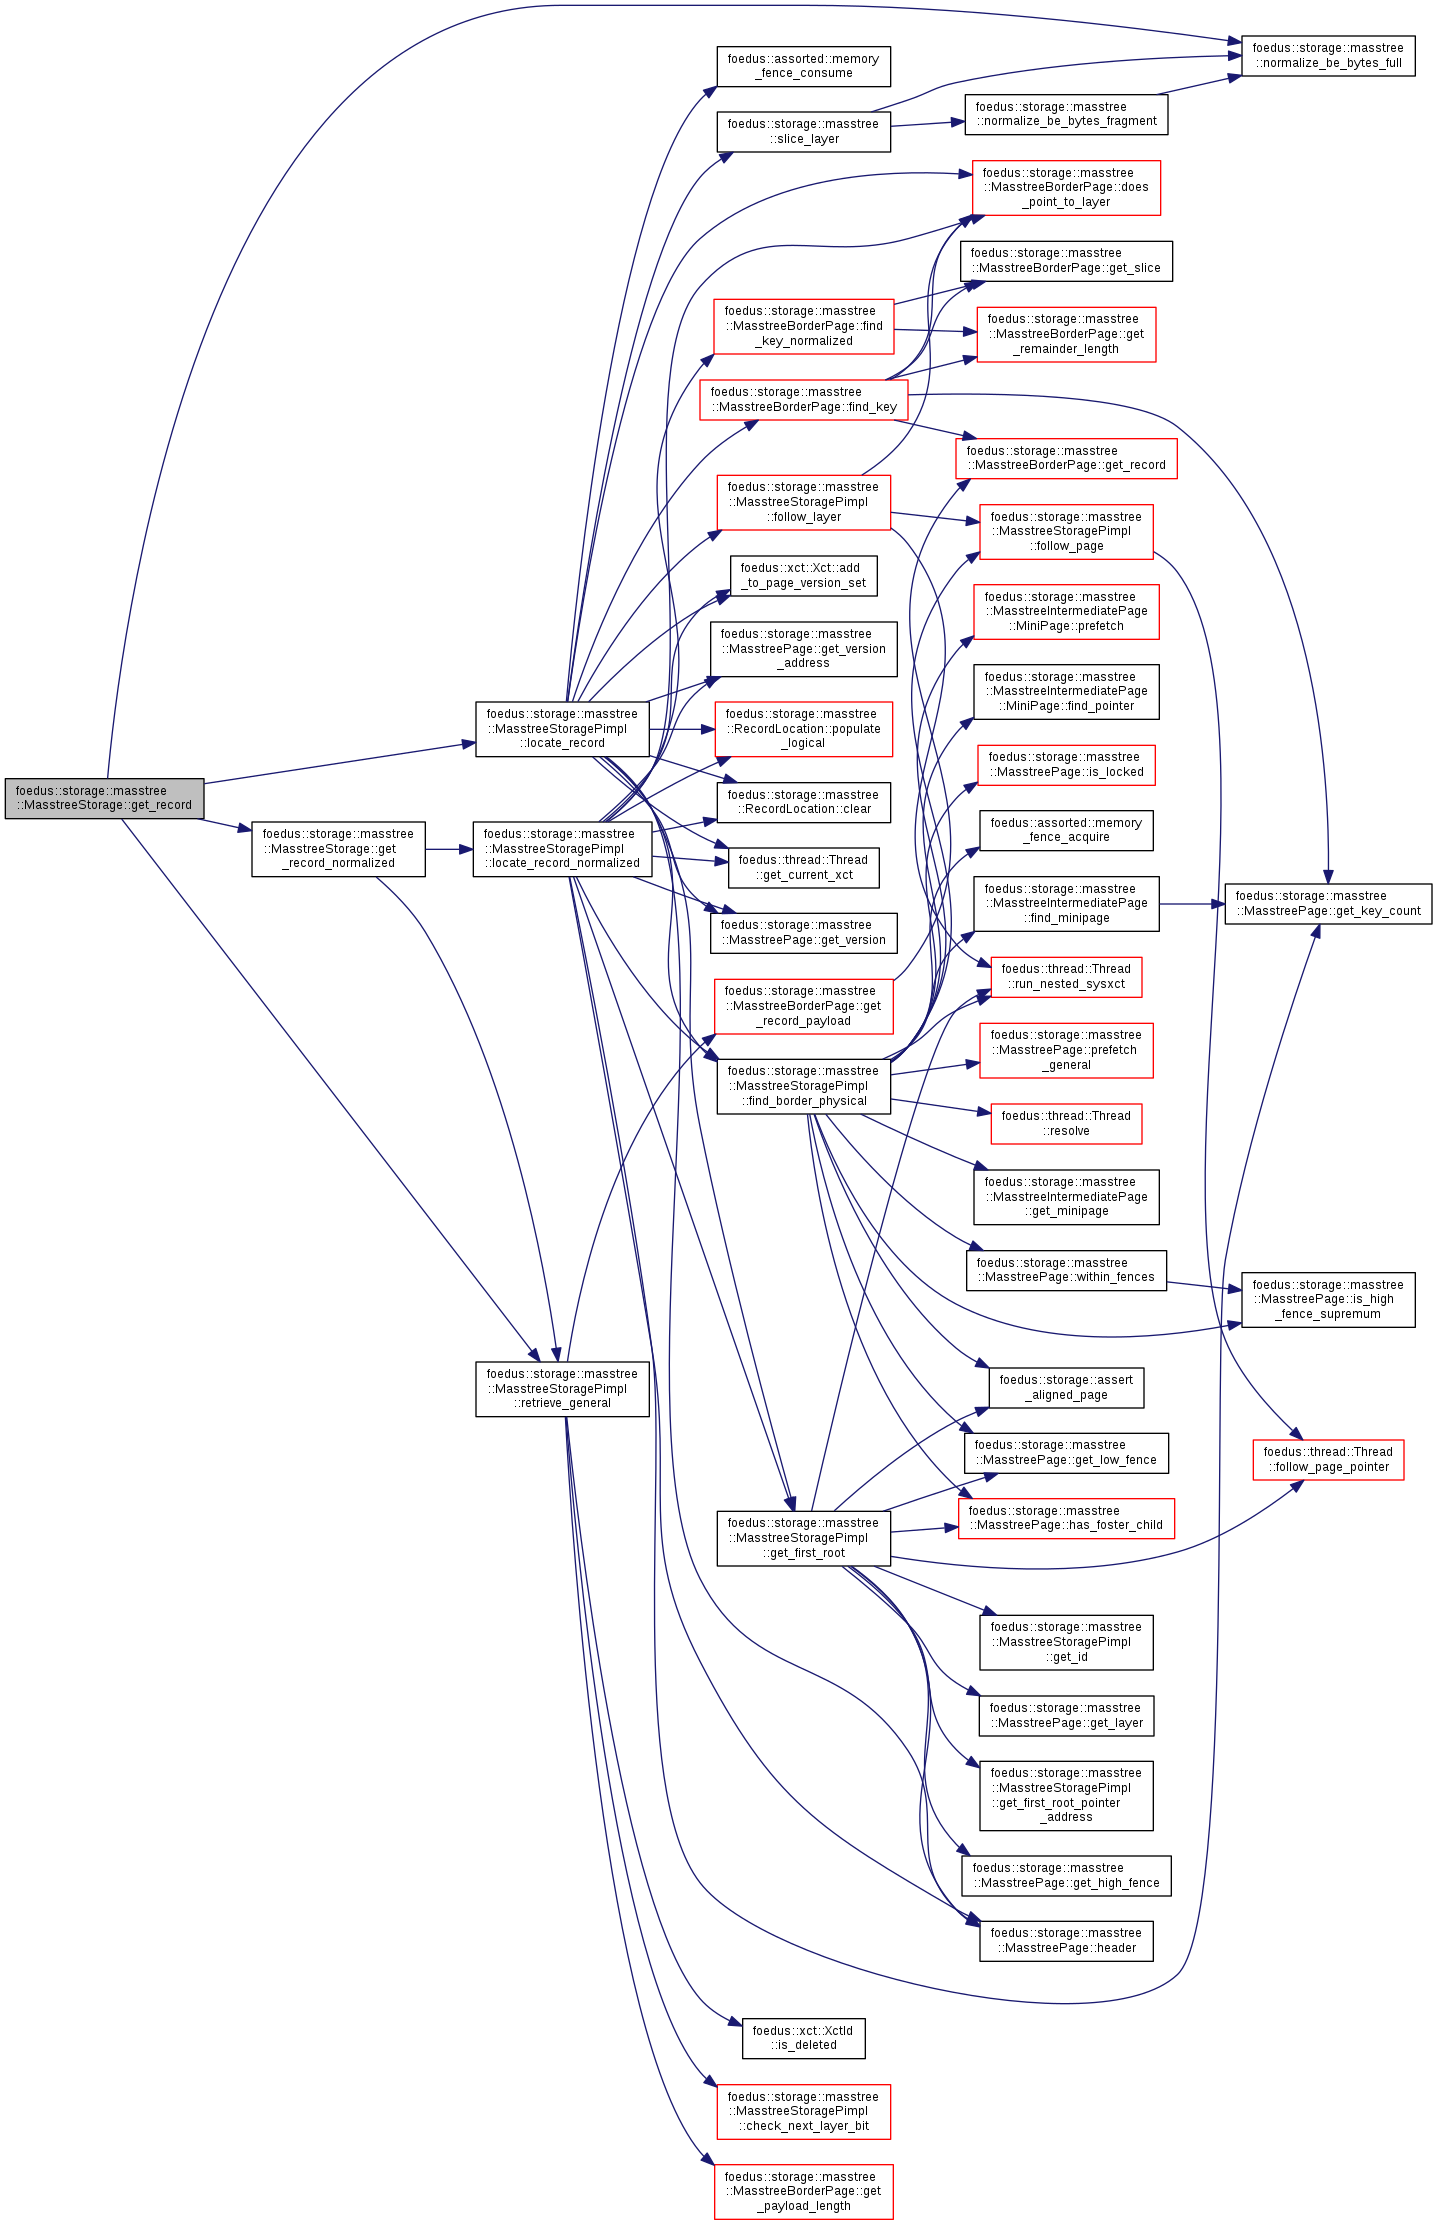 foedus::storage::masstree
::MasstreeStorage::get_record
foedus::storage::masstree
::MasstreeStorage::get
_record_normalized
foedus::storage::masstree
::MasstreeStoragePimpl
::locate_record
foedus::storage::masstree
::MasstreeStoragePimpl
::locate_record_normalized
foedus::storage::masstree
::MasstreeStoragePimpl
::retrieve_general
foedus::assorted::memory
_fence_consume
foedus::storage::masstree
::slice_layer
foedus::storage::masstree
::MasstreeBorderPage::find
_key_normalized
foedus::storage::masstree
::MasstreeBorderPage::find_key
foedus::storage::masstree
::MasstreeStoragePimpl
::follow_layer
foedus::xct::Xct::add
_to_page_version_set
foedus::storage::masstree
::MasstreePage::get_version
_address
foedus::storage::masstree
::RecordLocation::populate
_logical
foedus::storage::masstree
::RecordLocation::clear
foedus::thread::Thread
::get_current_xct
foedus::storage::masstree
::MasstreePage::get_version
foedus::storage::masstree
::MasstreeBorderPage::get
_record_payload
foedus::storage::masstree
::MasstreeStoragePimpl
::find_border_physical
foedus::storage::masstree
::MasstreeStoragePimpl
::get_first_root
foedus::xct::XctId
::is_deleted
foedus::storage::masstree
::MasstreeStoragePimpl
::check_next_layer_bit
foedus::storage::masstree
::MasstreeBorderPage::get
_payload_length
foedus::storage::masstree
::normalize_be_bytes_fragment
foedus::storage::masstree
::MasstreeBorderPage::does
_point_to_layer
foedus::storage::masstree
::MasstreeBorderPage::get_slice
foedus::storage::masstree
::MasstreeBorderPage::get
_remainder_length
foedus::storage::masstree
::MasstreeBorderPage::get_record
foedus::storage::masstree
::MasstreeStoragePimpl
::follow_page
foedus::storage::masstree
::MasstreeIntermediatePage
::MiniPage::prefetch
foedus::storage::masstree
::MasstreeIntermediatePage
::MiniPage::find_pointer
foedus::storage::masstree
::MasstreePage::is_locked
foedus::assorted::memory
_fence_acquire
foedus::storage::masstree
::MasstreeIntermediatePage
::find_minipage
foedus::thread::Thread
::run_nested_sysxct
foedus::storage::masstree
::MasstreePage::prefetch
_general
foedus::thread::Thread
::resolve
foedus::storage::masstree
::MasstreeIntermediatePage
::get_minipage
foedus::storage::masstree
::MasstreePage::within_fences
foedus::storage::assert
_aligned_page
foedus::storage::masstree
::MasstreePage::get_low_fence
foedus::storage::masstree
::MasstreePage::has_foster_child
foedus::storage::masstree
::MasstreeStoragePimpl
::get_id
foedus::storage::masstree
::MasstreePage::get_layer
foedus::storage::masstree
::MasstreeStoragePimpl
::get_first_root_pointer
_address
foedus::storage::masstree
::MasstreePage::get_high_fence
foedus::storage::masstree
::MasstreePage::header
foedus::storage::masstree
::normalize_be_bytes_full
foedus::storage::masstree
::MasstreePage::get_key_count
foedus::storage::masstree
::MasstreePage::is_high
_fence_supremum
foedus::thread::Thread
::follow_page_pointer